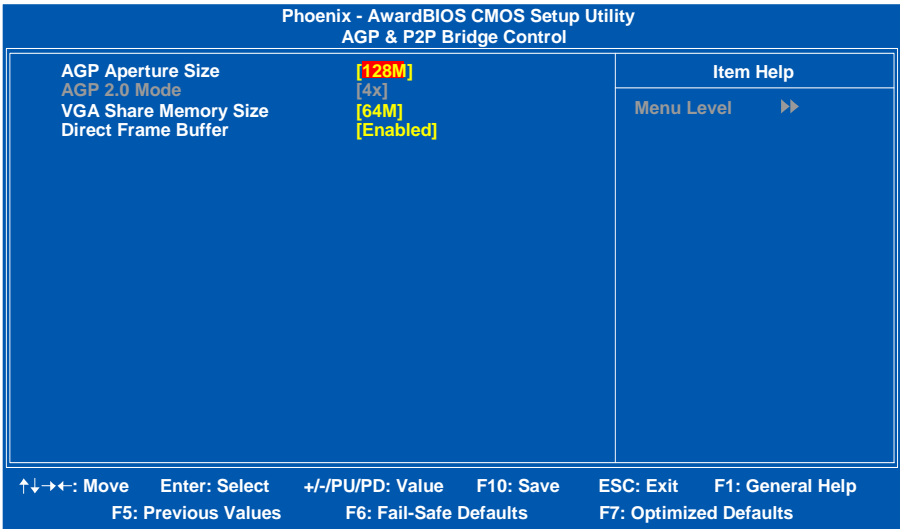 Phoenix - AwardBIOS CMOS Setup Utility
AGP & P2P Bridge Control
AGP Aperture Size [128M]
AGP 2.0 Mode [4x]
VGA Share Memory Size [64M]
Direct Frame Buffer [Enabled]
Item Help
Menu Level ▶▶
↑↓→←: Move Enter: Select +/-/PU/PD: Value F10: Save ESC: Exit F1: General Help
F5: Previous Values F6: Fail-Safe Defaults F7: Optimized Defaults